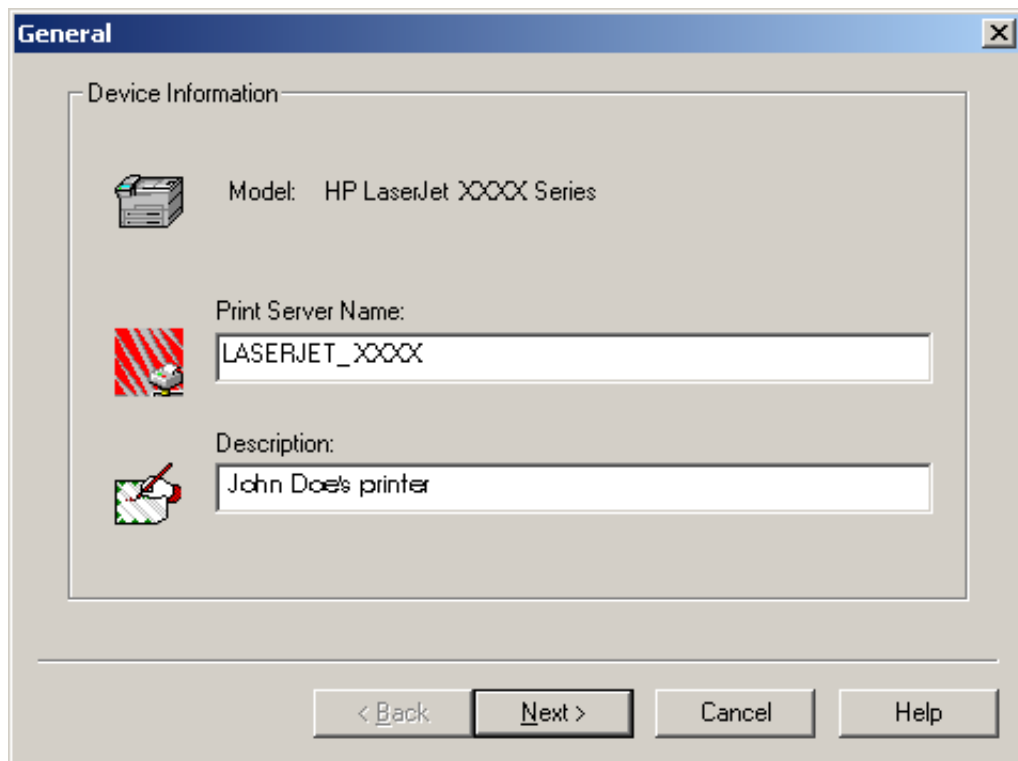 General
Device Information
Model: HP LaserJet XXXX Series
Print Server Name:
LASERJET_XXXX
Description:
John Doe's printer
< Back Next > Cancel Help